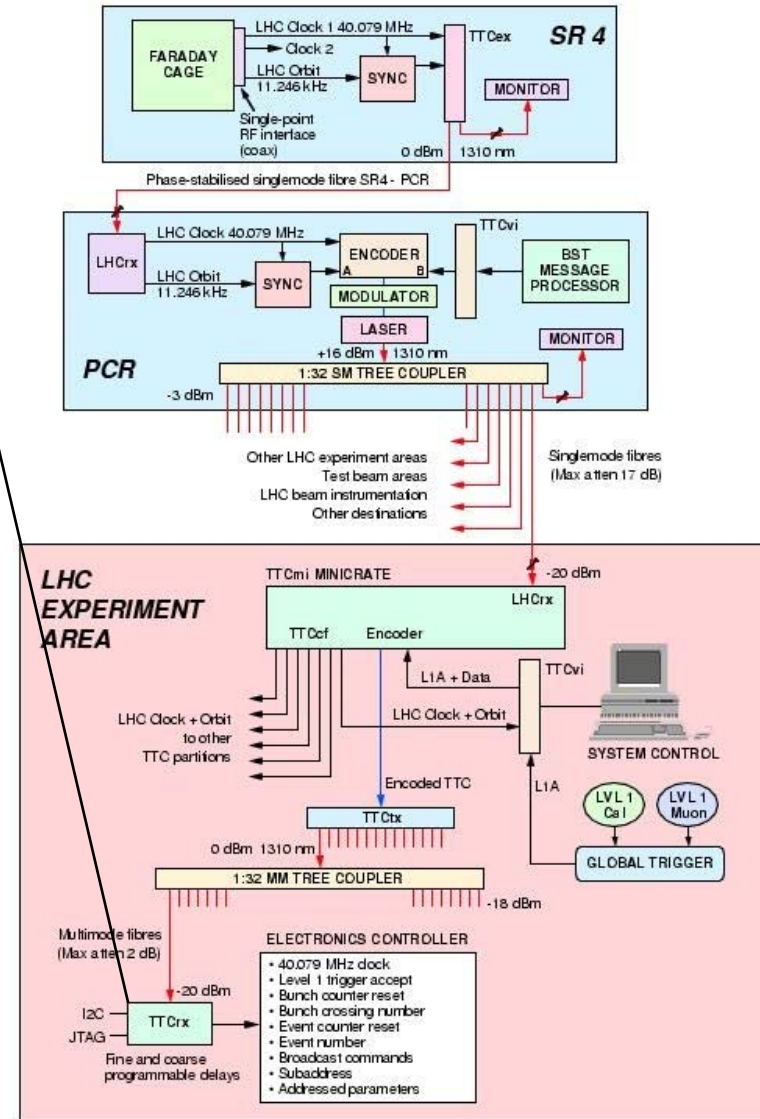 SR 4
LHC Clock 1 40.079 MHz
TTCex
Clock 2
FARADAY
CAGE
LHC Orbit
11.246 kHz
SYNC
MONITOR
Single-point
RF interface
(coax)
0 dBm
1310 nm
Phase-stabilised singlemode fibre SR4 - PCR
TTCvi
LHC Clock 40.079 MHz
LHCrx
ENCODER
A
B
BST
MESSAGE
PROCESSOR
LHC Orbit
11.246 kHz
SYNC
MODULATOR
LASER
MONITOR
+16 dBm
1310 nm
PCR
1:32 SM TREE COUPLER
-3 dBm
Other LHC experiment areas
Test beam areas
LHC beam instrumentation
Other destinations
Singlemode fibres
(Max atten 17 dB)
LHC
EXPERIMENT
AREA
TTCmi MINICRATE
-20 dBm
LHCrx
TTCcf
Encoder
TTCvi
L1A + Data
LHC Clock + Orbit
to other
TTC partitions
LHC Clock + Orbit
SYSTEM CONTROL
Encoded TTC
L1A
LVL 1
Cal
LVL 1
Muon
TTCtx
GLOBAL TRIGGER
0 dBm 1310 nm
1:32 MM TREE COUPLER
-18 dBm
Multimode fibres
(Max atten 2 dB)
ELECTRONICS CONTROLLER
• 40.079 MHz clock
• Level 1 trigger accept
• Bunch counter reset
• Bunch crossing number
• Event counter reset
• Event number
• Broadcast commands
• Subaddress
• Addressed parameters
-20 dBm
I2C
JTAG
TTCrx
Fine and coarse
programmable delays